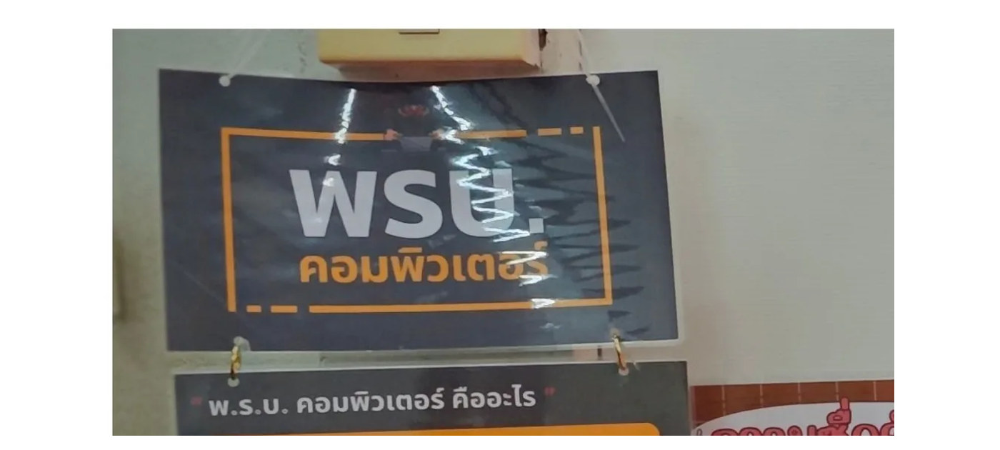 พรบ.
คอมพิวเตอร์
" พ.ร.บ. คอมพิวเตอร์ คืออะไร "